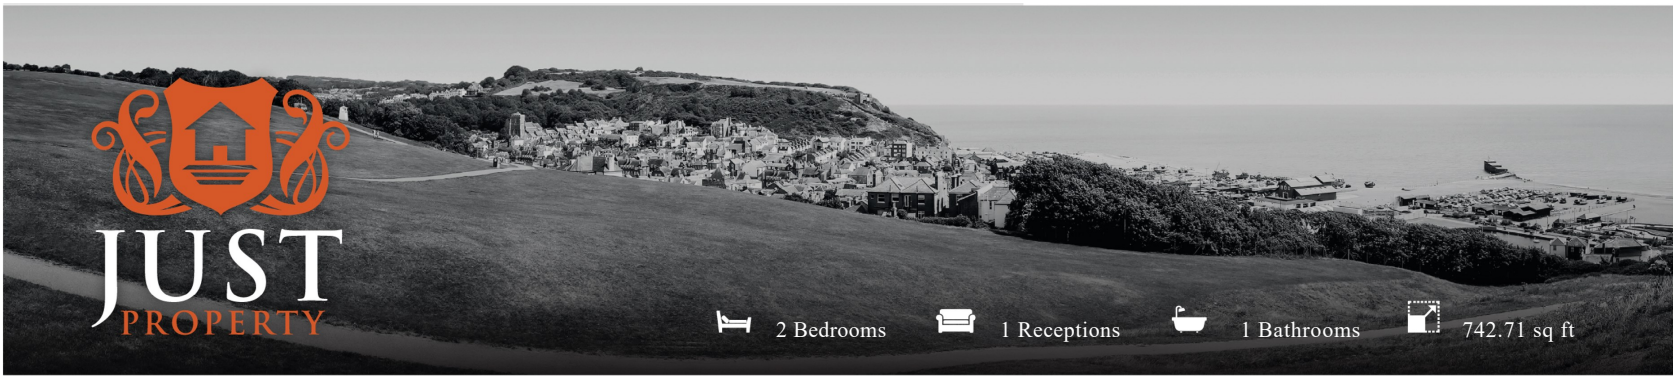 JUST
PROPERTY
2 Bedrooms
1 Receptions
1 Bathrooms
742.71 sq ft